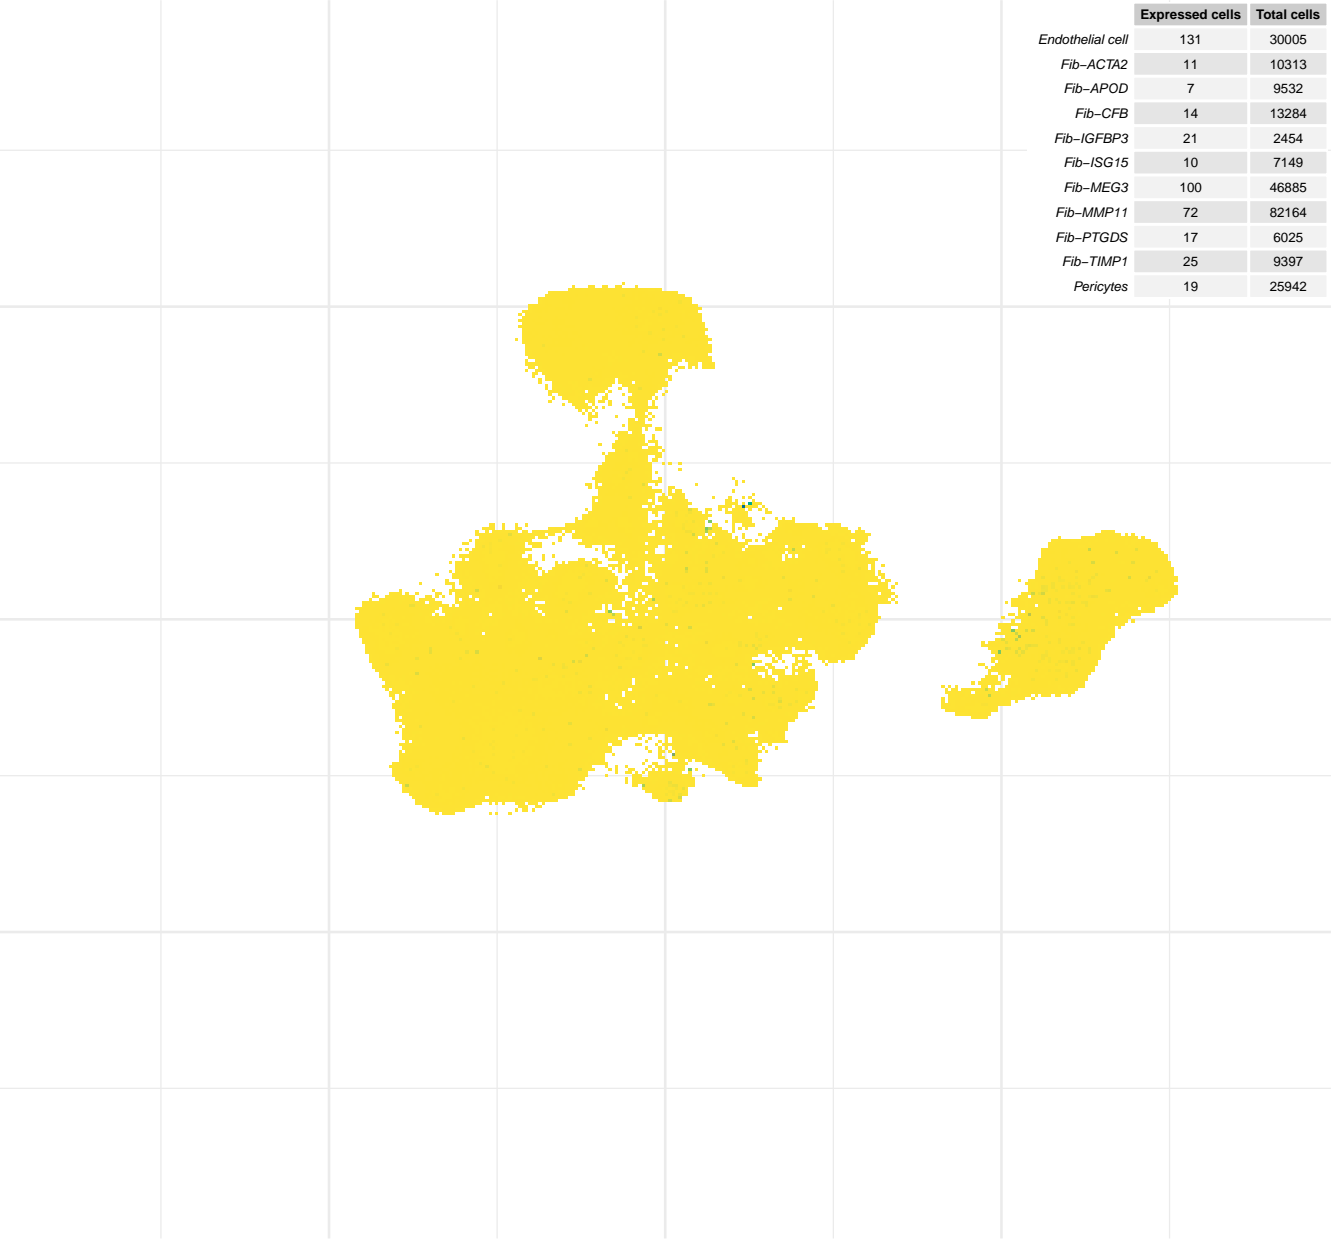 Expressed cells Total cells
Endothelial cell 131 30005
Fib−ACTA2 11 10313
Fib−APOD 7 9532
Fib−CFB 14 13284
Fib−IGFBP3 21 2454
Fib−ISG15 10 7149
Fib−MEG3 100 46885
Fib−MMP11 72 82164
Fib−PTGDS 17 6025
Fib−TIMP1 25 9397
Pericytes 19 25942